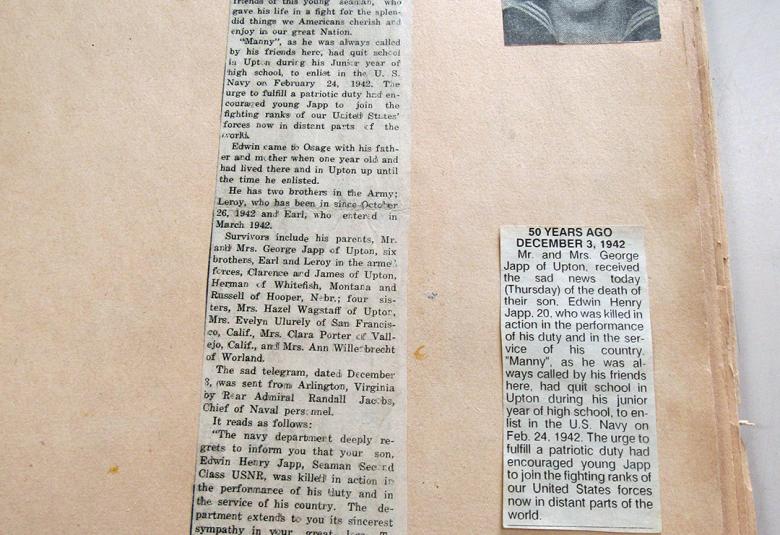 friends of this young seaman, who
gave his life in a fight for the splen-
did things we Americans cherish and
enjoy in our great Nation.
"Manny", as he was always called
by his friends here, had quit school
in Upton during his Junior year of
high school, to enlist in the U. S.
Navy on February 24, 1942. The
urge to fulfill a patriotic duty had en-
couraged young Japp to join the
fighting ranks of our United States'
forces now in distant parts of the
world.
Edwin came to Osage with his fath-
er and mother when one year old and
had lived there and in Upton up until
the time he enlisted.
He has two brothers in the Army;
Leroy, who has been in since October
26, 1942 and Earl, who entered in
March 1942.
Survivors include his parents, Mr.
and Mrs. George Japp of Upton, six
brothers, Earl and Leroy in the armed
forces, Clarence and James of Upton,
Herman of Whitefish, Montana and
Russell of Hooper, Nebr.; four sis-
ters, Mrs. Hazel Wagstaff of Upton,
Mrs. Evelyn Ulurely of San Francis-
co, Calif., Mrs. Clara Porter of Vall-
ejo, Calif., and Mrs. Ann Willebrecht
of Worland.
The sad telegram, dated December
3, was sent from Arlington, Virginia
by Rear Admiral Randall Jacobs,
Chief of Naval personnel.
It reads as follows:
"The navy department deeply re-
grets to inform you that your son,
Edwin Henry Japp, Seaman Second
Class USNR, was killed in action in
the performance of his duty and in
the service of his country. The de-
partment extends to you its sincerest
sympathy in your great
50 YEARS AGO
DECEMBER 3, 1942
Mr. and Mrs. George
Japp of Upton, received
the sad news today
(Thursday) of the death of
their son. Edwin Henry
Japp, 20, who was killed in
action in the performance
of his duty and in the ser-
vice of his country.
"Manny", as he was al-
ways called by his friends
here, had quit school in
Upton during his junior
year of high school, to en-
list in the U.S. Navy on
Feb. 24, 1942. The urge to
fulfill a patriotic duty had
encouraged young Japp
to join the fighting ranks of
our United States forces
now in distant parts of the
world.